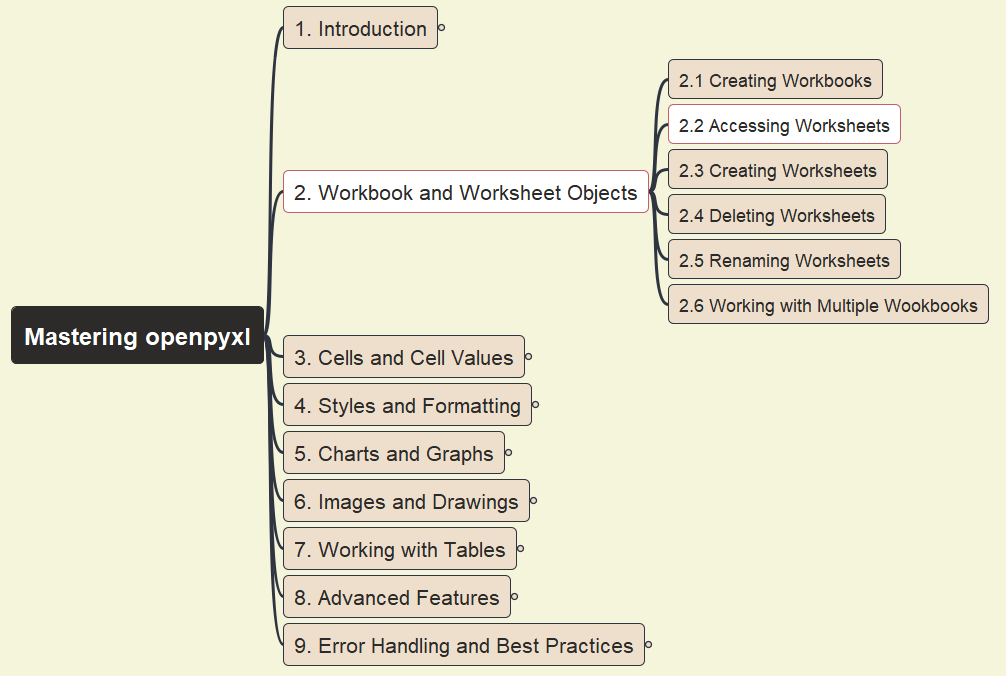 Mastering openpyxl
1. Introduction
2. Workbook and Worksheet Objects
2.1 Creating Workbooks
2.2 Accessing Worksheets
2.3 Creating Worksheets
2.4 Deleting Worksheets
2.5 Renaming Worksheets
2.6 Working with Multiple Wookbooks
3. Cells and Cell Values
4. Styles and Formatting
5. Charts and Graphs
6. Images and Drawings
7. Working with Tables
8. Advanced Features
9. Error Handling and Best Practices